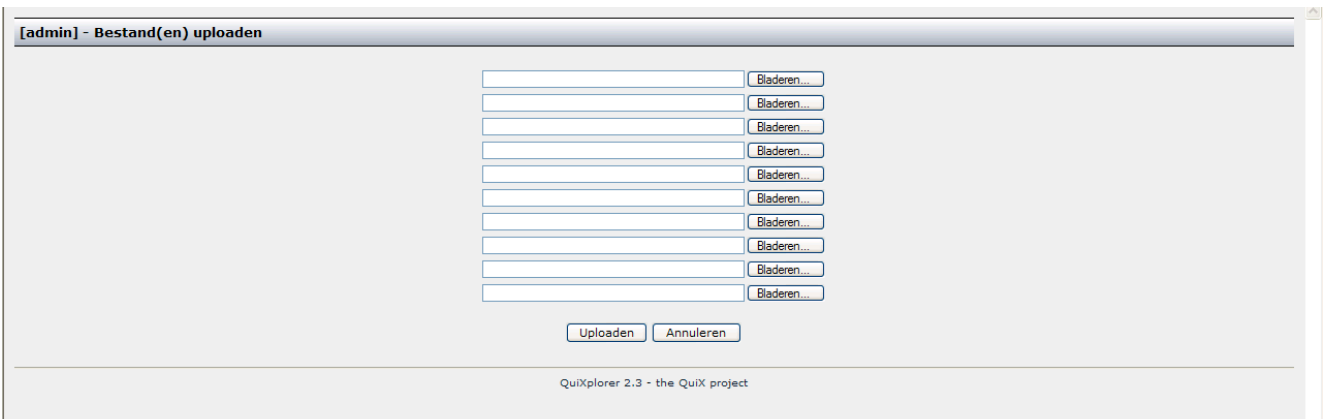 [admin] - Bestand(en) uploaden
Bladeren...
Bladeren...
Bladeren...
Bladeren...
Bladeren...
Bladeren...
Bladeren...
Bladeren...
Bladeren...
Bladeren...
Uploaden Annuleren
QuiXplorer 2.3 - the QuiX project